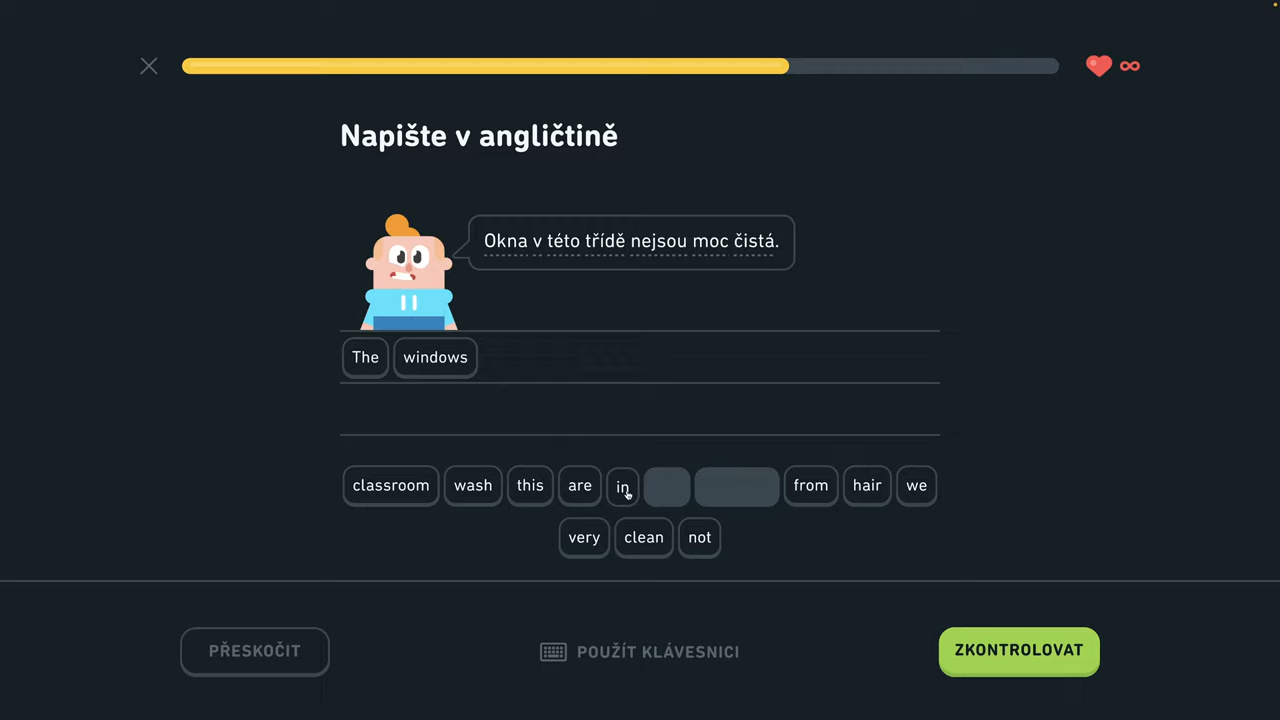 Napište v angličtině
Okna v této třídě nejsou moc čistá.
The windows
classroom wash this are in from hair we
very clean not
PŘESKOČIT POUŽÍT KLÁVESNICI ZKONTROLOVAT